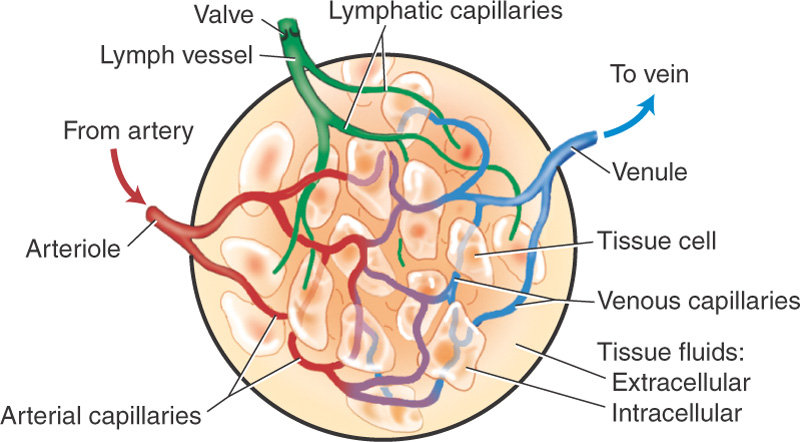 Valve
Lymphatic capillaries
Lymph vessel
To vein
From artery
Venule
Arteriole
Tissue cell
Venous capillaries
Tissue fluids:
Extracellular
Intracellular
Arterial capillaries